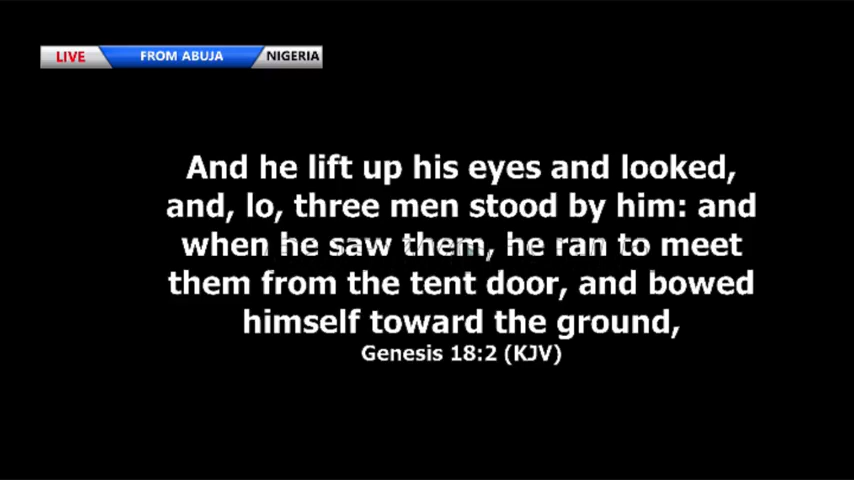 LIVE FROM ABUJA NIGERIA
And he lift up his eyes and looked,
and, lo, three men stood by him: and
when he saw them, he ran to meet
them from the tent door, and bowed
himself toward the ground,
Genesis 18:2 (KJV)